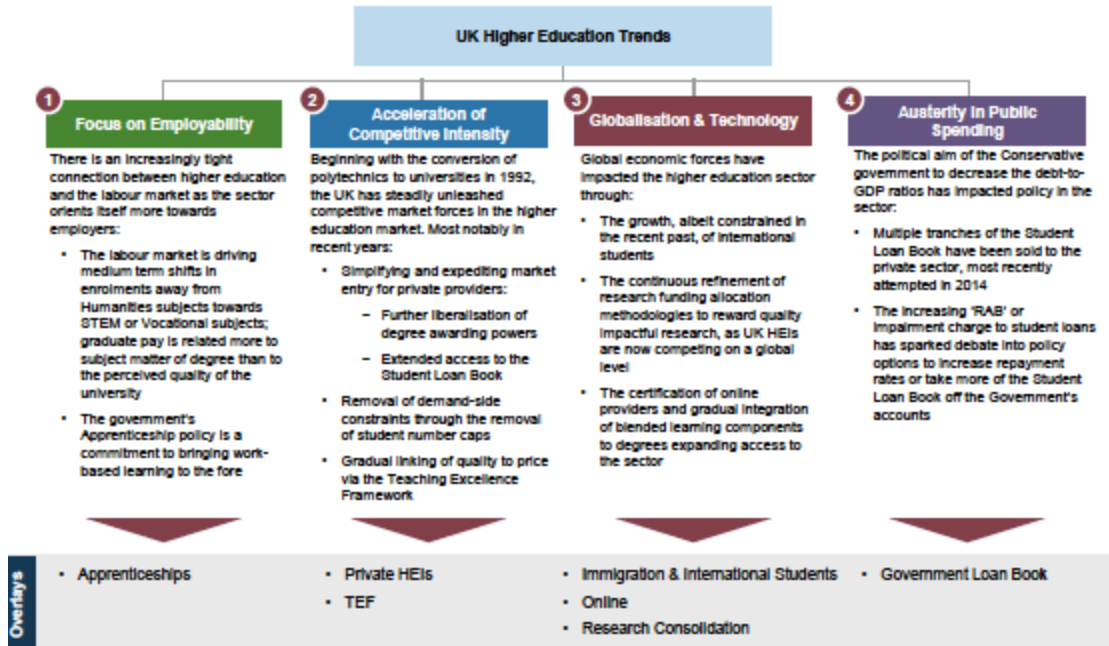 UK Higher Education Trends
1
Focus on Employability
There is an increasingly tight
connection between higher education
and the labour market as the sector
orients itself more towards
employers:
• The labour market is driving
medium term shifts in
enrolments away from
Humanities subjects towards
STEM or Vocational subjects;
graduate pay is related more to
subject matter of degree than to
the perceived quality of the
university
• The government's
Apprenticeship policy is a
commitment to bringing work-
based learning to the fore
2
Acceleration of
Competitive Intensity
Beginning with the conversion of
polytechnics to universities in 1992,
the UK has steadily unleashed
competitive market forces in the higher
education market. Most notably in
recent years:
• Simplifying and expediting market
entry for private providers:
– Further liberalisation of
degree awarding powers
– Extended access to the
Student Loan Book
• Removal of demand-side
constraints through the removal
of student number caps
• Gradual linking of quality to price
via the Teaching Excellence
Framework
3
Globalisation & Technology
Global economic forces have
impacted the higher education sector
through:
• The growth, albeit constrained in
the recent past, of international
students
• The continuous refinement of
research funding allocation
methodologies to reward quality
impactful research, as UK HEIs
are now competing on a global
level
• The certification of online
providers and gradual integration
of blended learning components
to degrees expanding access to
the sector
4
Austerity in Public
Spending
The political aim of the Conservative
government to decrease the debt-to-
GDP ratios has impacted policy in the
sector:
• Multiple tranches of the Student
Loan Book have been sold to the
private sector, most recently
attempted in 2014
• The increasing 'RAB' or
impairment charge to student loans
has sparked debate into policy
options to increase repayment
rates or take more of the Student
Loan Book off the Government's
accounts
Overlays
• Apprenticeships
• Private HEIs
• TEF
• Immigration & International Students
• Online
• Research Consolidation
• Government Loan Book